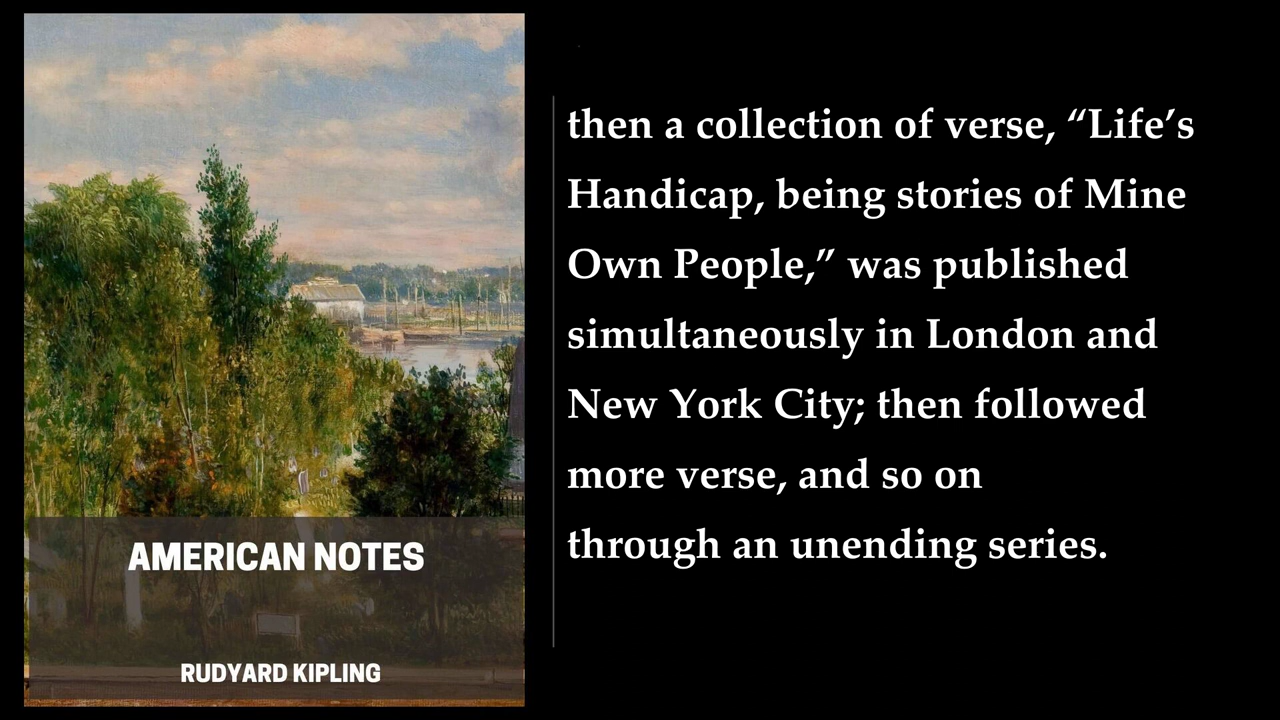 AMERICAN NOTES
RUDYARD KIPLING
then a collection of verse, “Life’s
Handicap, being stories of Mine
Own People,” was published
simultaneously in London and
New York City; then followed
more verse, and so on
through an unending series.